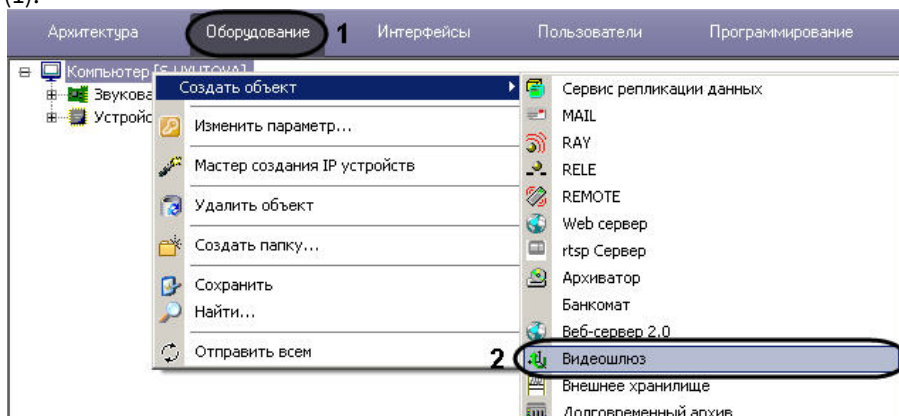 (1).
Архитектура Оборудование 1 Интерфейсы Пользователи Программирование
Компьютер
Создать объект
Изменить параметр...
Мастер создания IP устройств
Удалить объект
Создать папку...
Сохранить
Найти...
Отправить всем
Сервис репликации данных
MAIL
RAY
RELE
REMOTE
Web сервер
rtsp Сервер
Архиватор
Банкомат
Веб-сервер 2.0
2 Видеошлюз
Внешнее хранилище
Долговременный архив